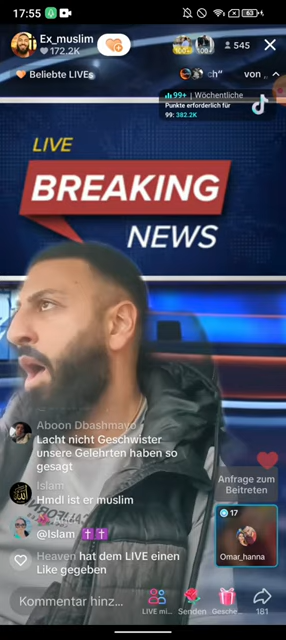 17:55
Ex_muslim
172.2K
100+
100+
545
Beliebte LIVEs
von
99+ | Wöchentliche
Punkte erforderlich für
99: 382.2K
LIVE
BREAKING
NEWS
Aboon Dbashmayo
Lacht nicht Geschwister
unsere Gelehrten haben so
gesagt
Islam
Hmdl ist er muslim
@Islam
Heaven hat dem LIVE einen
Like gegeben
Anfrage zum
Beitreten
17
Omar_hanna
Kommentar hinz...
LIVE mi...
Senden
Gesche...
181